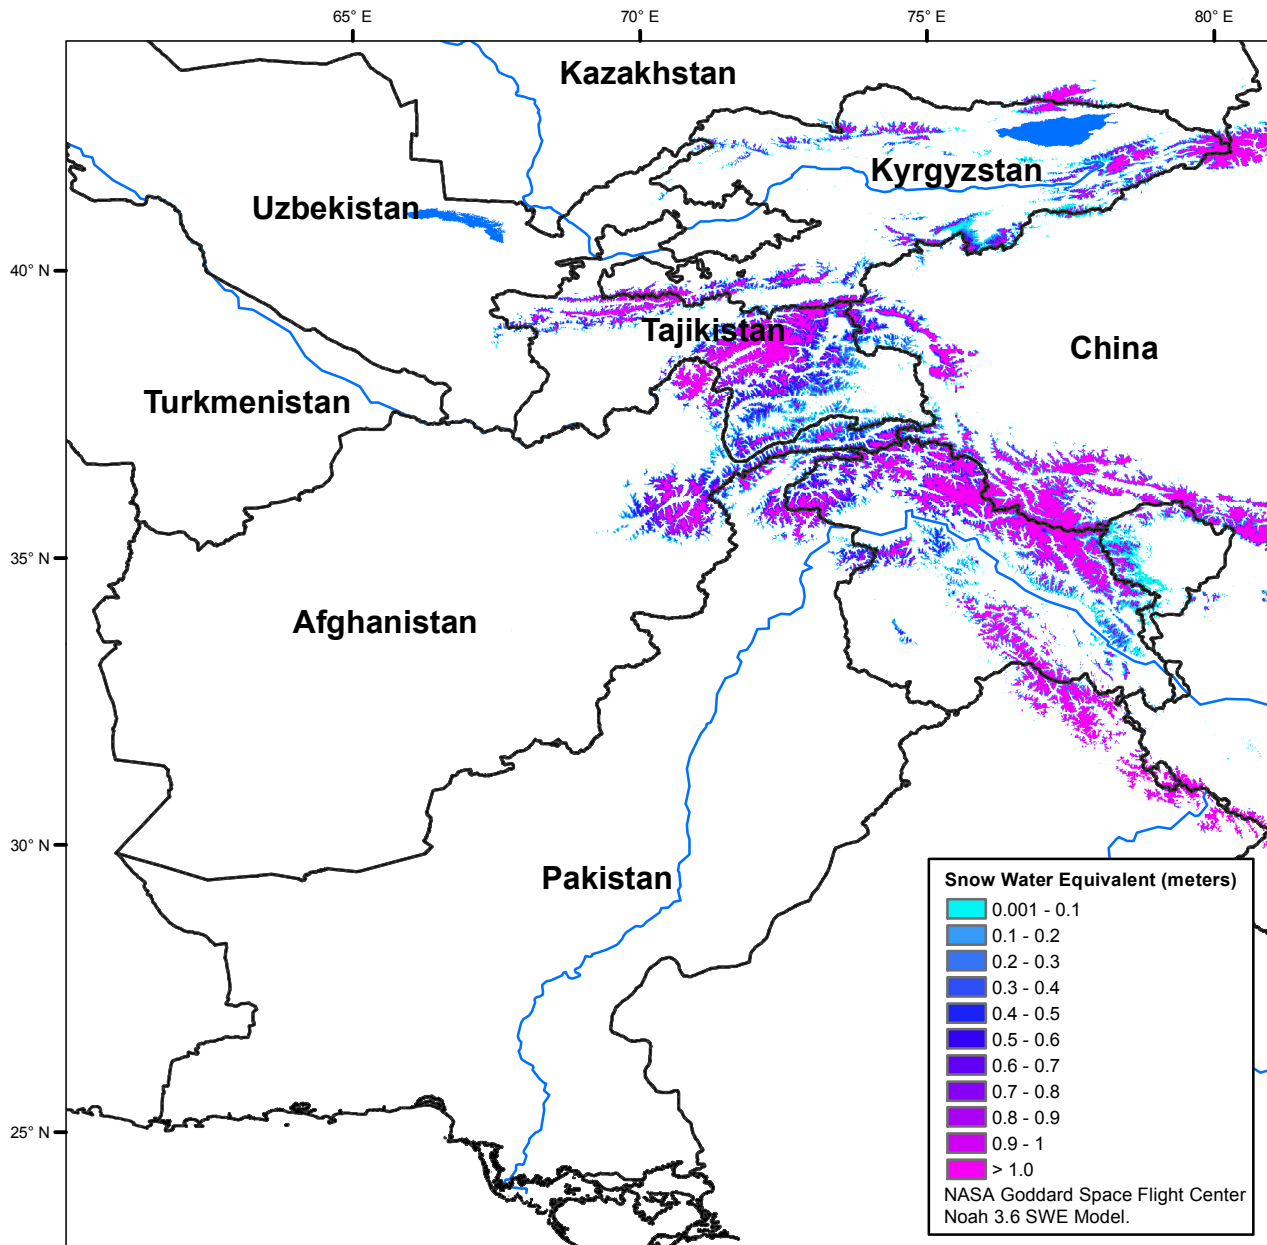 65° E
70° E
75° E
80° E
Kazakhstan
Kyrgyzstan
Uzbekistan
40° N
Tajikistan
China
Turkmenistan
35° N
Afghanistan
30° N
Pakistan
Snow Water Equivalent (meters)
0.001 - 0.1
0.1 - 0.2
0.2 - 0.3
0.3 - 0.4
0.4 - 0.5
0.5 - 0.6
0.6 - 0.7
0.7 - 0.8
0.8 - 0.9
0.9 - 1
> 1.0
25° N
NASA Goddard Space Flight Center
Noah 3.6 SWE Model.